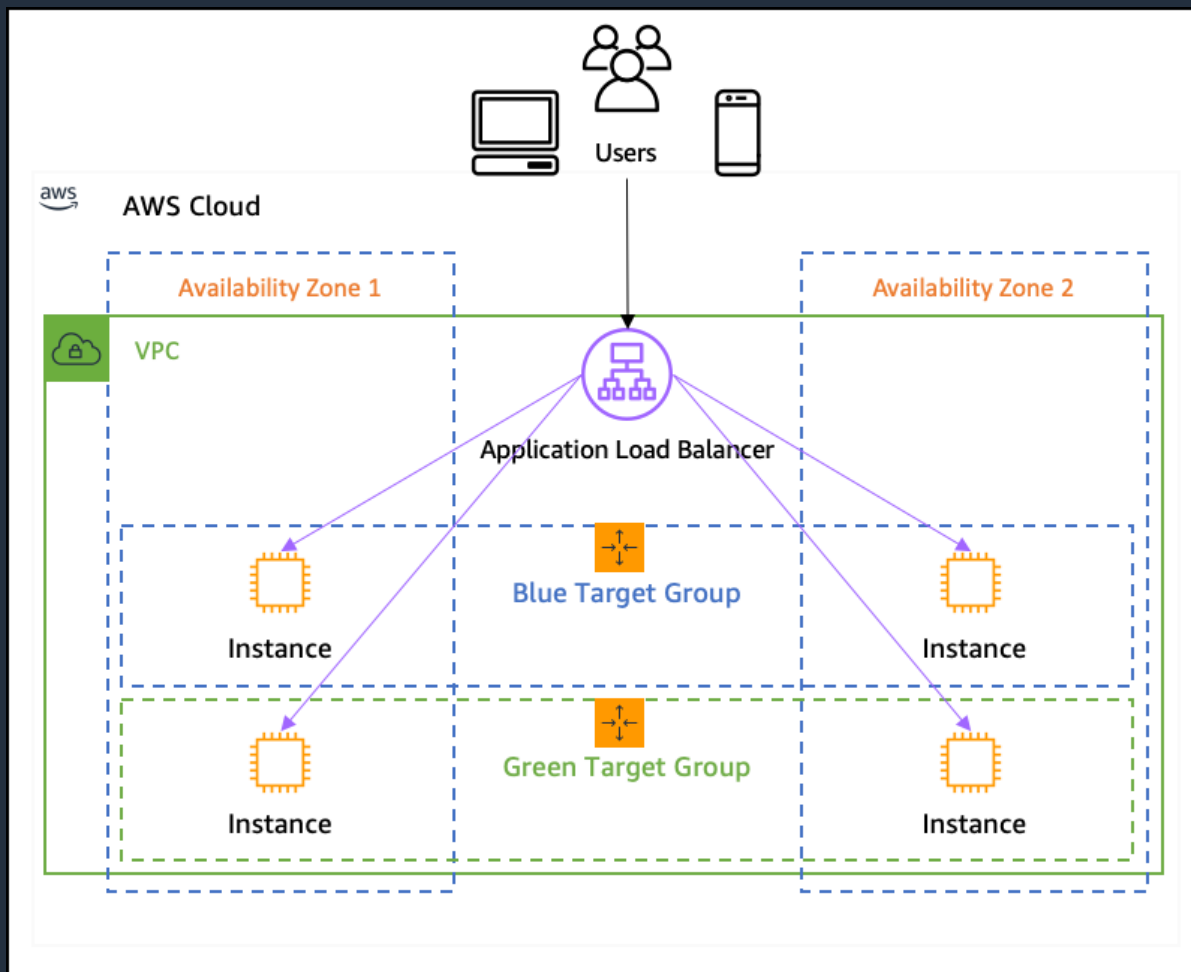 Users
aws
AWS Cloud
Availability Zone 1
Availability Zone 2
VPC
Application Load Balancer
Blue Target Group
Instance
Instance
Green Target Group
Instance
Instance